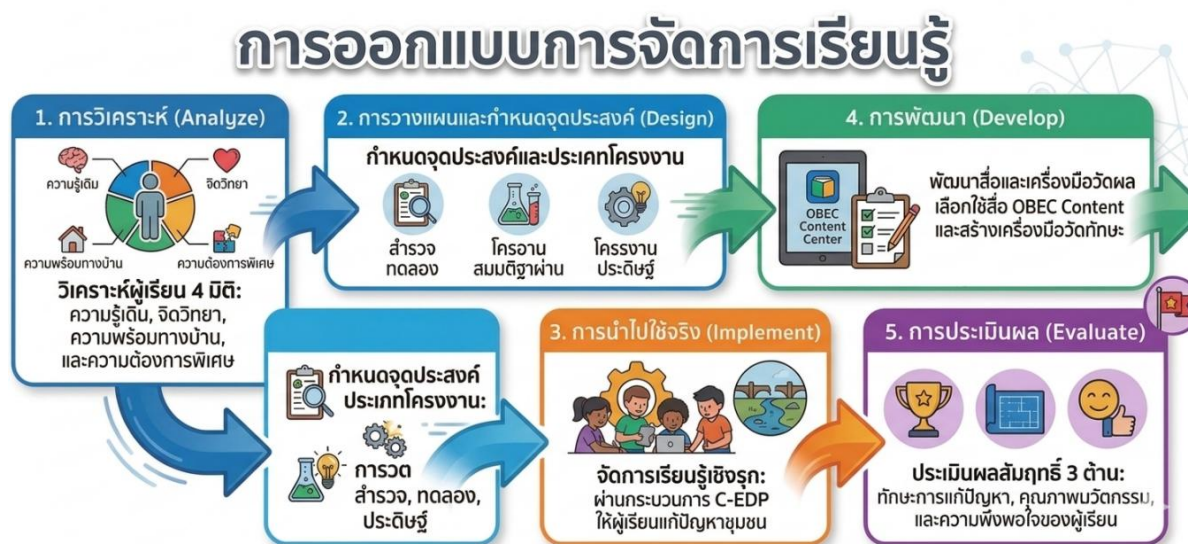 การออกแบบการจัดการเรียนรู้
1. การวิเคราะห์ (Analyze)
ความรู้เดิม
จิตวิทยา
ความพร้อมทางบ้าน
ความต้องการพิเศษ
วิเคราะห์ผู้เรียน 4 มิติ:
ความรู้เดิน, จิตวิทยา,
ความพร้อมทางบ้าน,
และความต้องการพิเศษ
2. การวางแผนและกำหนดจุดประสงค์ (Design)
กำหนดจุดประสงค์และประเภทโครงงาน
สำรวจ
ทดลอง
โครอาน
สมมติฐาผ่าน
โครรงาน
ประดิษฐ์
4. การพัฒนา (Develop)
OBEC
Content
Center
พัฒนาสื่อและเครื่องมือวัดผล
เลือกใช้สื่อ OBEC Content
และสร้างเครื่องมือวัดทักษะ
กำหนดจุดประสงค์
ประเภทโครงงาน:
การวต
สำรวจ, ทดลอง,
ประดิษฐ์
3. การนำไปใช้จริง (Implement)
จัดการเรียนรู้เชิงรุก:
ผ่านกระบวนการ C-EDP
ให้ผู้เรียนแก้ปัญหาชุมชน
5. การประเมินผล (Evaluate)
ประเมินผลสัมฤทธิ์ 3 ต้าน:
ทักษะการแก้ปัญหา, คุณภาพมวัตกรรม,
และความพึงพอใจของผู้เรียน